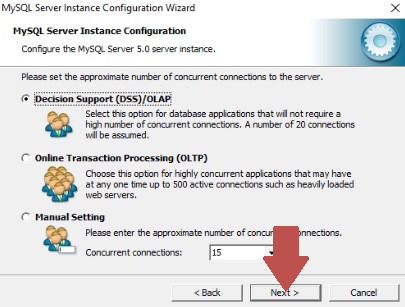 MySQL Server Instance Configuration Wizard
MySQL Server Instance Configuration
Configure the MySQL Server 5.0 server instance.
Please set the approximate number of concurrent connections to the server.
Decision Support (DSS)/OLAP
Select this option for database applications that will not require a
high number of concurrent connections. A number of 20 connections
will be assumed.
Online Transaction Processing (OLTP)
Choose this option for highly concurrent applications that may have
at any one time up to 500 active connections such as heavily loaded
web servers.
Manual Setting
Please enter the approximate number of concurrent connections.
Concurrent connections: 15
< Back Next > Cancel